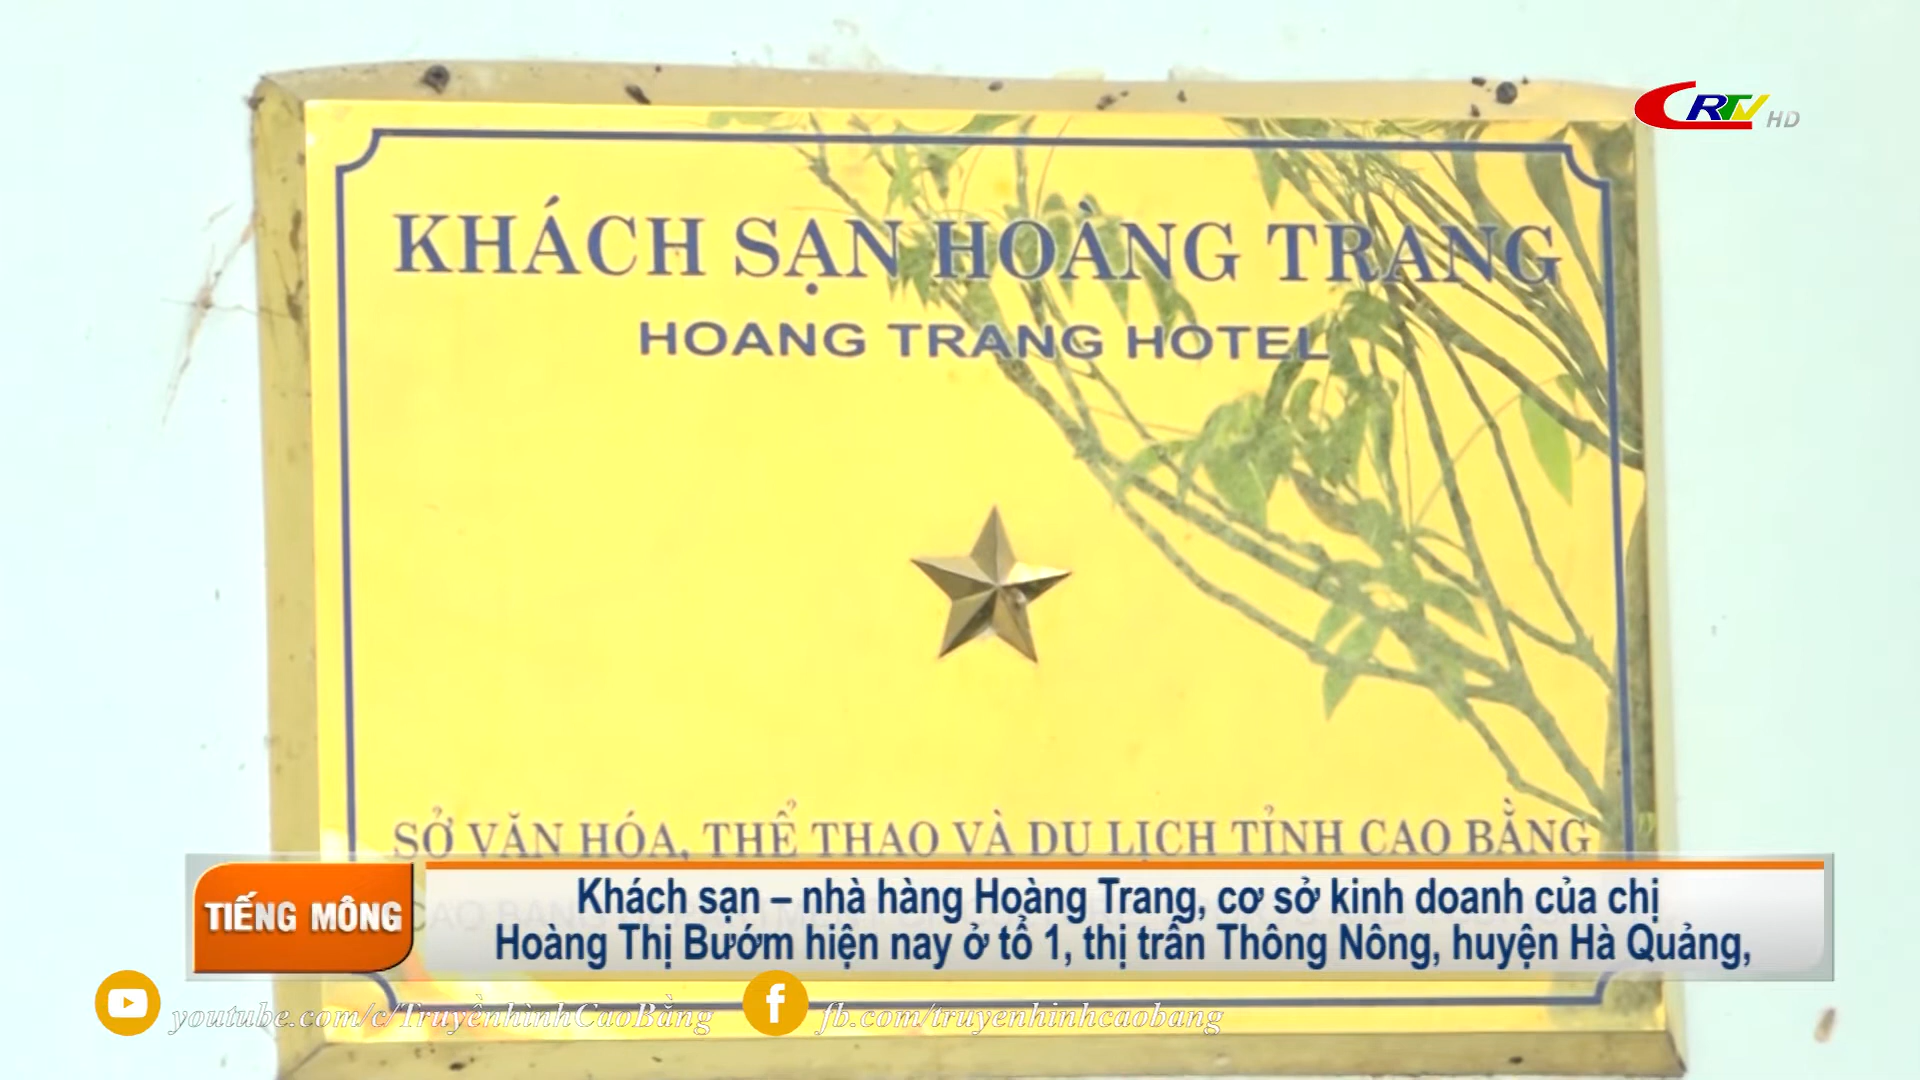 CRTV HD
KHÁCH SẠN HOÀNG TRANG
HOANG TRANG HOTEL
SỞ VĂN HÓA, THỂ THAO VÀ DU LỊCH TỈNH CAO BẰNG
TIẾNG MÔNG
Khách sạn – nhà hàng Hoàng Trang, cơ sở kinh doanh của chị
Hoàng Thị Bướm hiện nay ở tổ 1, thị trấn Thông Nông, huyện Hà Quảng,
youtube.com/c/TruyềnhìnhCaoBằng
fb.com/truyenhinhcaobang